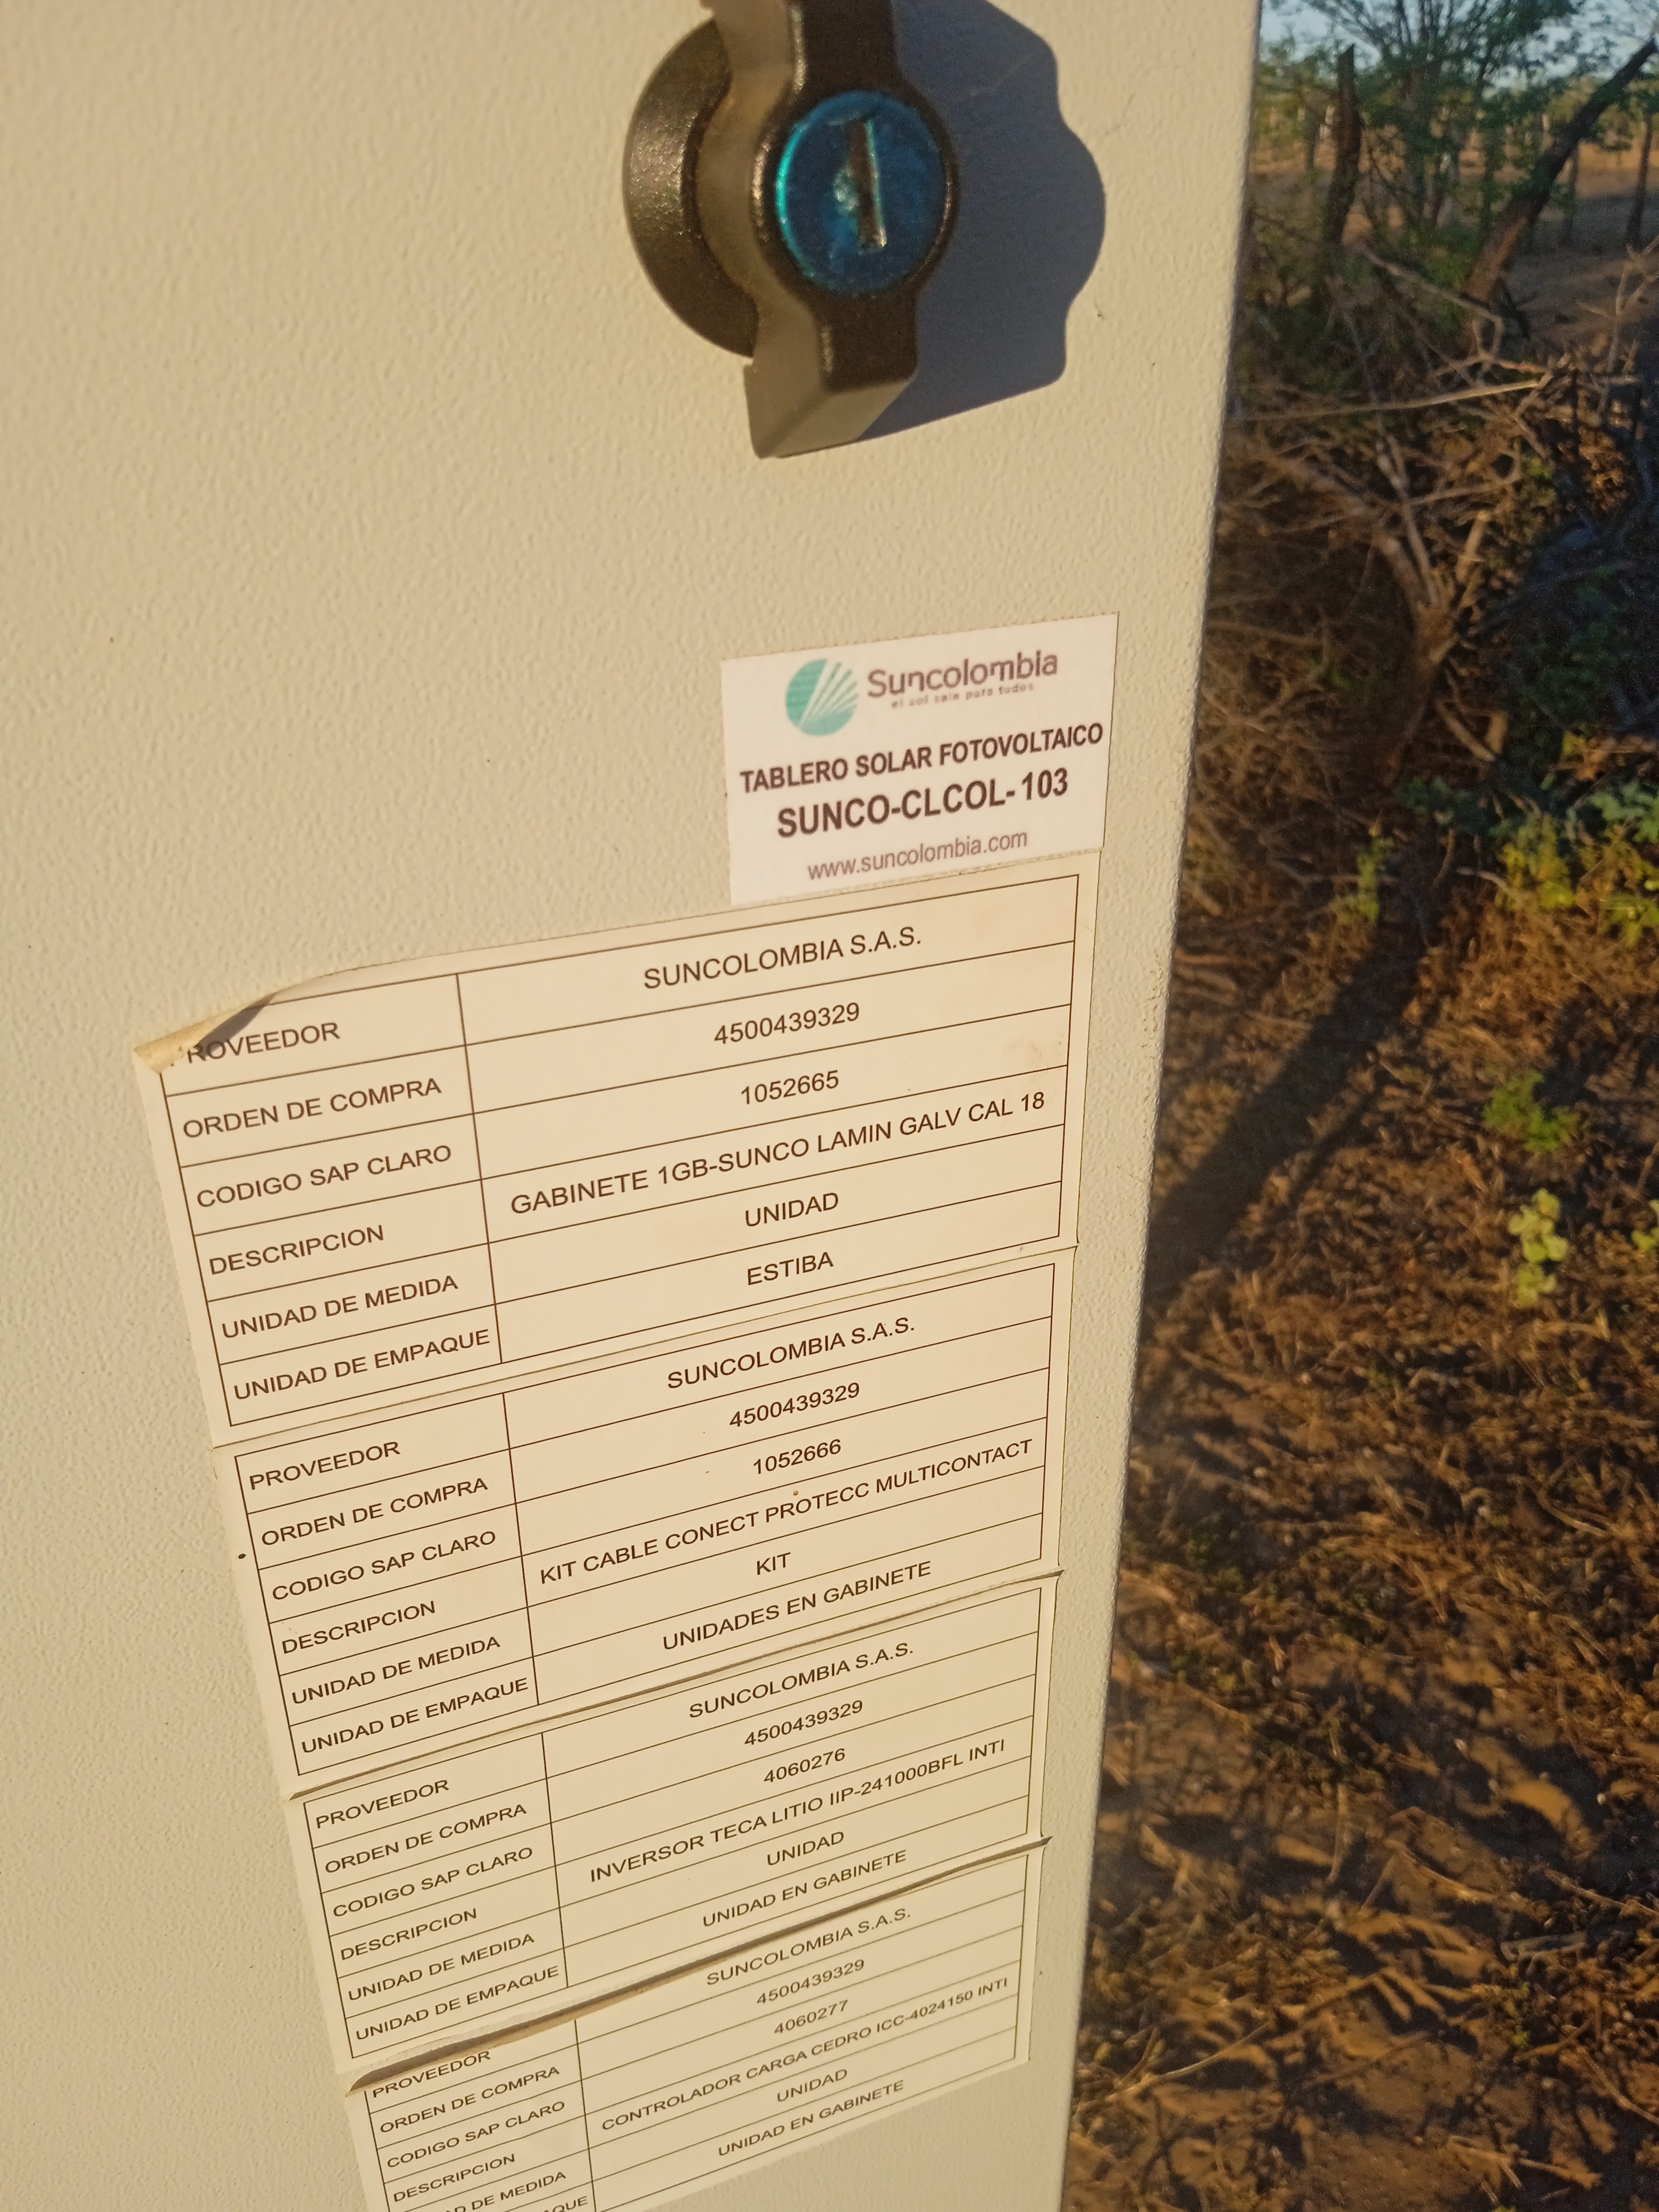 Suncolombia
el sol sale para todos
TABLERO SOLAR FOTOVOLTAICO
SUNCO-CLCOL-103
www.suncolombia.com
ROVEEDOR SUNCOLOMBIA S.A.S.
ORDEN DE COMPRA 4500439329
CODIGO SAP CLARO 1052665
DESCRIPCION GABINETE 1GB-SUNCO LAMIN GALV CAL 18
UNIDAD DE MEDIDA UNIDAD
UNIDAD DE EMPAQUE ESTIBA
PROVEEDOR SUNCOLOMBIA S.A.S.
ORDEN DE COMPRA 4500439329
CODIGO SAP CLARO 1052666
DESCRIPCION KIT CABLE CONECT PROTECC MULTICONTACT
UNIDAD DE MEDIDA KIT
UNIDAD DE EMPAQUE UNIDADES EN GABINETE
PROVEEDOR SUNCOLOMBIA S.A.S.
ORDEN DE COMPRA 4500439329
CODIGO SAP CLARO 4060276
DESCRIPCION INVERSOR TECA LITIO IIP-241000BFL INTI
UNIDAD DE MEDIDA UNIDAD
UNIDAD DE EMPAQUE UNIDAD EN GABINETE
PROVEEDOR SUNCOLOMBIA S.A.S.
ORDEN DE COMPRA 4500439329
CODIGO SAP CLARO 4060277
DESCRIPCION CONTROLADOR CARGA CEDRO ICC-4024150 INTI
AD DE MEDIDA UNIDAD
AQUE UNIDAD EN GABINETE